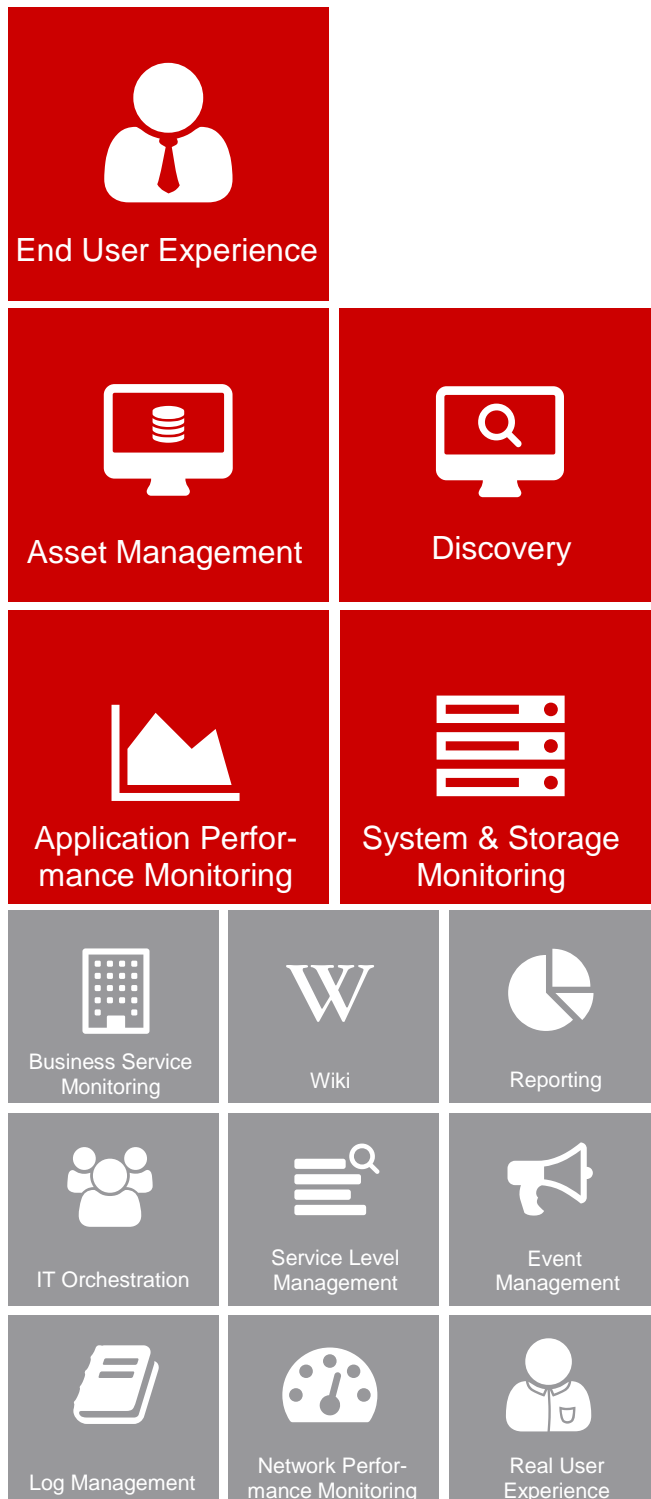 End User Experience
Asset Management
Discovery
Application Perfor-
mance Monitoring
System & Storage
Monitoring
Business Service
Monitoring
Wiki
Reporting
IT Orchestration
Service Level
Management
Event
Management
Log Management
Network Perfor-
mance Monitoring
Real User
Experience